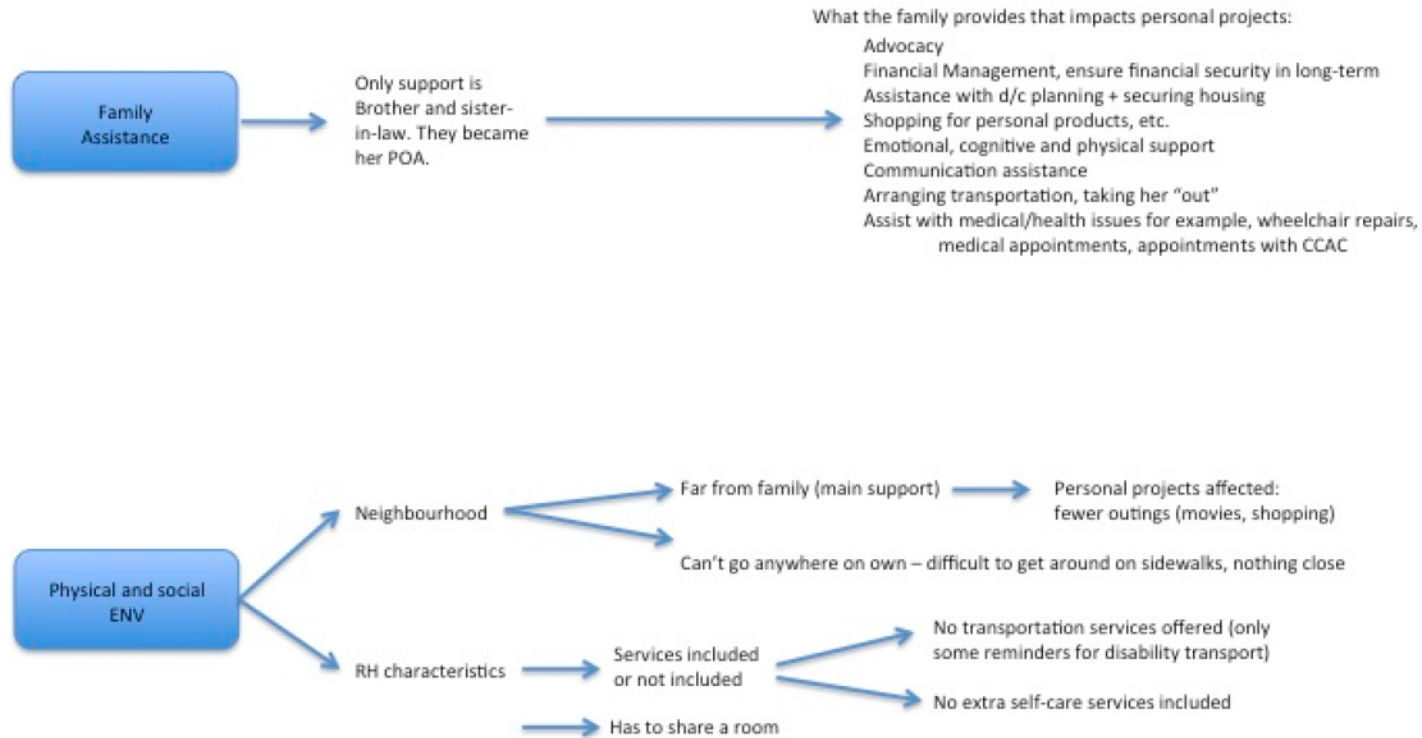 What the family provides that impacts personal projects:
Advocacy
Financial Management, ensure financial security in long-term
Assistance with d/c planning + securing housing
Shopping for personal products, etc.
Emotional, cognitive and physical support
Communication assistance
Arranging transportation, taking her “out”
Assist with medical/health issues for example, wheelchair repairs,
medical appointments, appointments with CCAC
Family
Assistance
Only support is
Brother and sister-
in-law. They became
her POA.
Physical and social
ENV
Neighbourhood
Far from family (main support)
Personal projects affected:
fewer outings (movies, shopping)
Can’t go anywhere on own – difficult to get around on sidewalks, nothing close
RH characteristics
Services included
or not included
No transportation services offered (only
some reminders for disability transport)
No extra self-care services included
Has to share a room